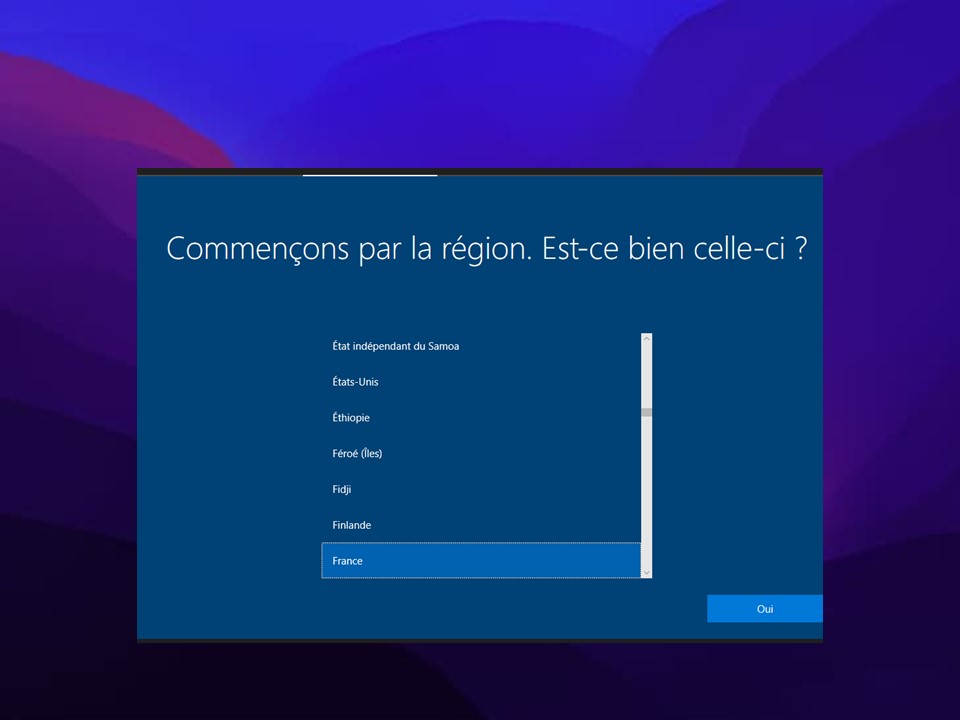 Commençons par la région. Est-ce bien celle-ci ?
État indépendant du Samoa
États-Unis
Éthiopie
Féroé (Îles)
Fidji
Finlande
France
Oui